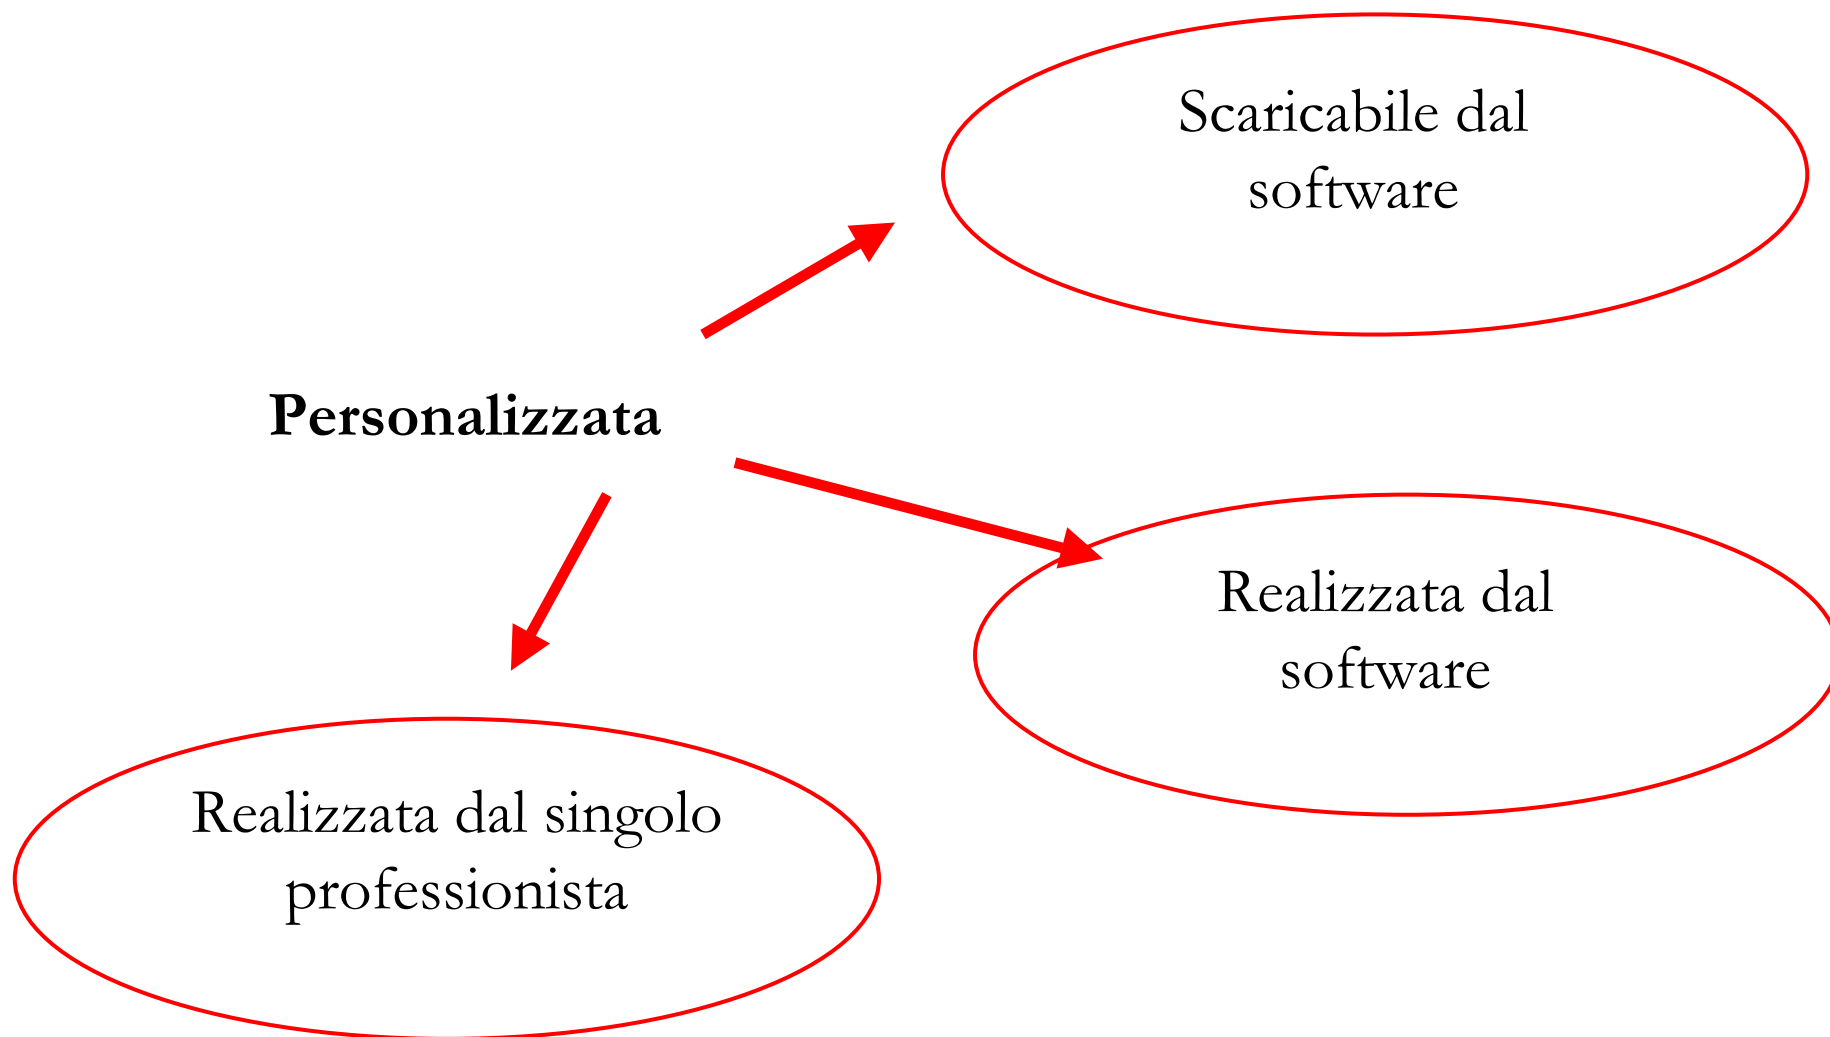 Scaricabile dal
software
Personalizzata
Realizzata dal
software
Realizzata dal singolo
professionista